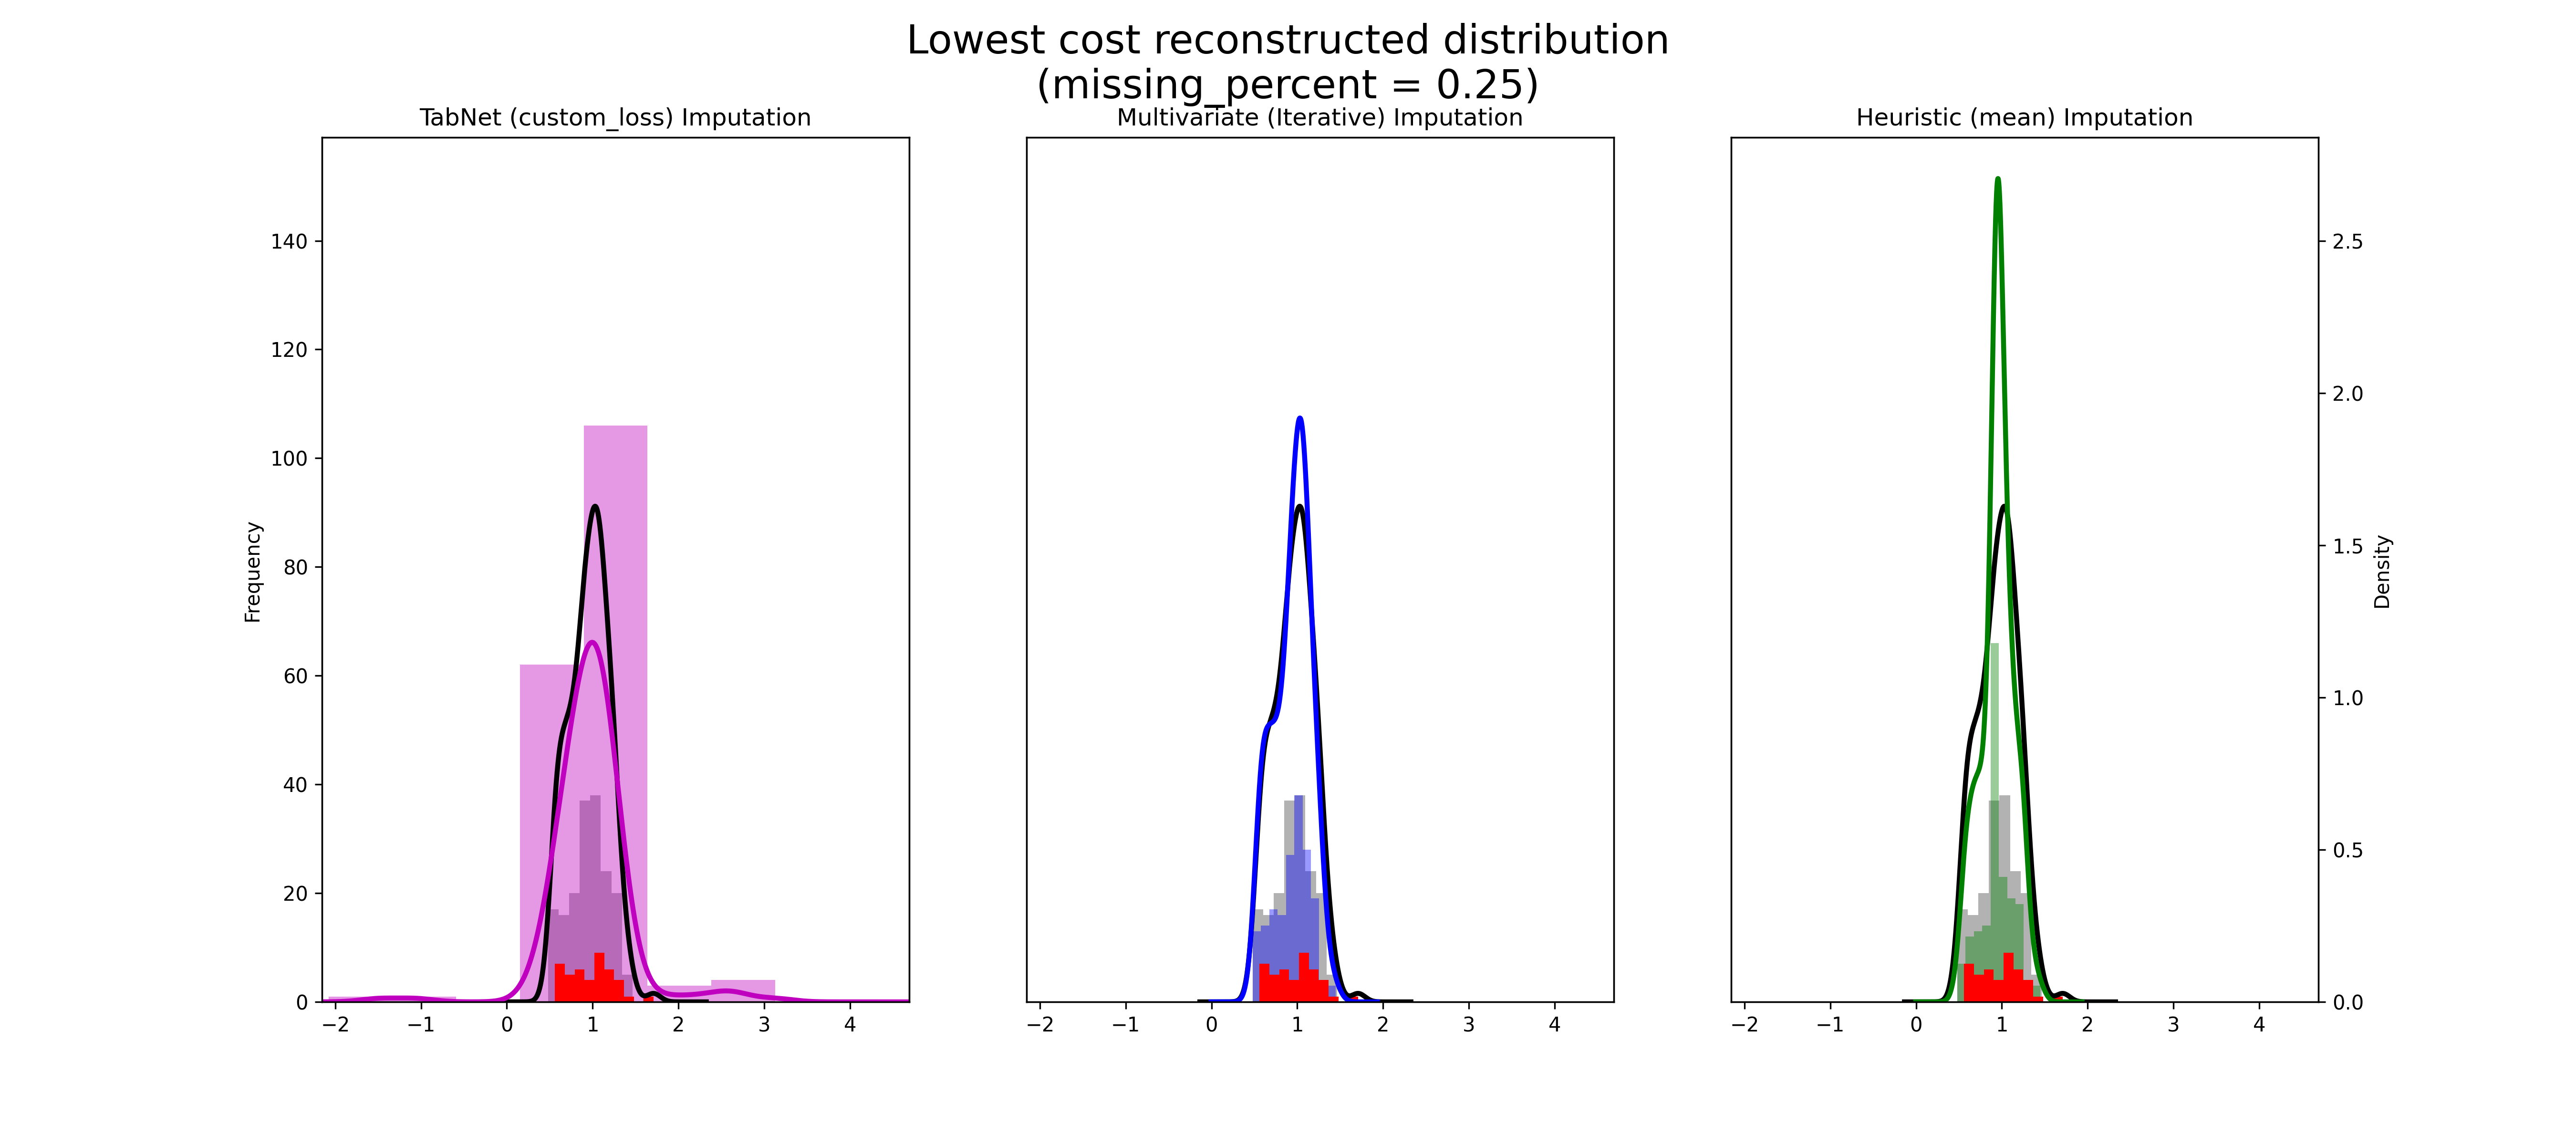 Lowest cost reconstructed distribution
(missing_percent = 0.25)
TabNet (custom_loss) Imputation
Multivariate (Iterative) Imputation
Heuristic (mean) Imputation
Frequency
140
120
100
80
60
40
20
0
−2 −1 0 1 2 3 4
−2 −1 0 1 2 3 4
−2 −1 0 1 2 3 4
2.5
2.0
1.5
1.0
0.5
0.0
Density